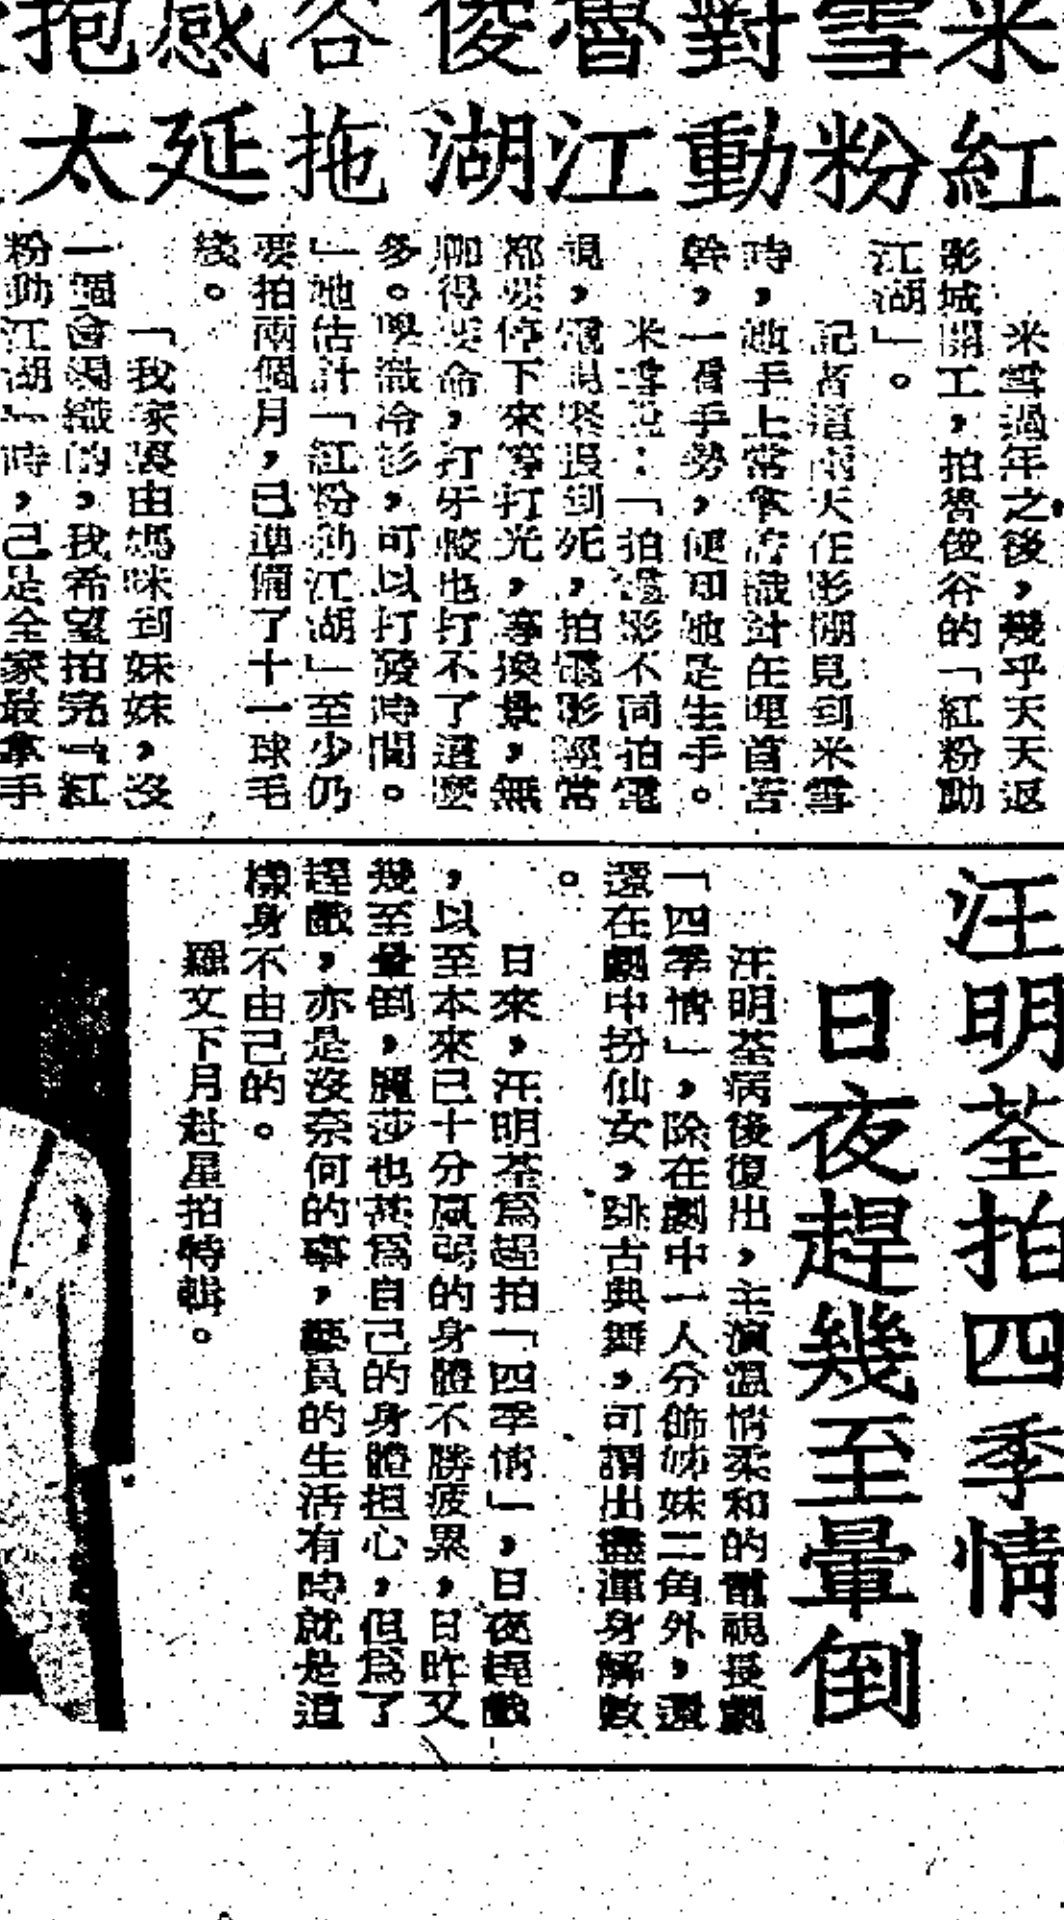 米雪對魯俊谷感抱
紅粉動江湖拖延太
米雪過年之後，幾乎天天返
影城開工，拍魯俊谷的「紅粉動
江湖」。
記者這兩天在影棚見到米雪
時，她手上常拿着織針在埋首苦
幹，一看手勢，便知她是生手。
米雪說：「拍電影不同拍電
視，電視緊張到死，拍電影經常
都要停下來等打光，等換景，無
聊得要命，打牙骹也打不了這麼
多。學織冷衫，可以打發時間。
」她估計「紅粉動江湖」至少仍
要拍兩個月，已準備了十一球毛
綫。
「我家裏由媽咪到妹妹，沒
一個會編織的，我希望拍完「紅
粉動江湖」時，己是全家最拿手
汪明荃拍四季情
日夜趕幾至暈倒
汪明荃病後復出，主演溫情柔和的電視長劇
「四季情」，除在劇中一人分飾姊妹二角外，還
還在劇中扮仙女，跳古典舞，可謂出盡渾身解數
。
日來，汪明荃爲趕拍「四季情」，日夜趕戲
，以至本來已十分羸弱的身體不勝疲累，日昨又
幾至暈倒，麗莎也甚爲自己的身體担心，但爲了
趕戲，亦是沒奈何的事，藝員的生活有時就是這
樣身不由己的。
羅文下月赴星拍特輯。